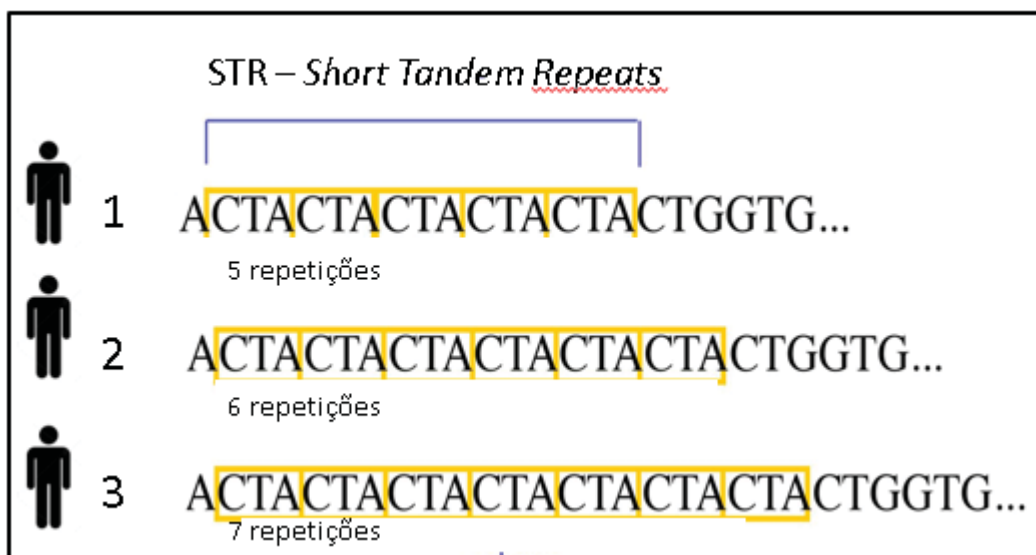 STR – Short Tandem Repeats
1 ACTACTACTACTACTACTGGTG...
5 repetições
2 ACTACTACTACTACTACTACTGGTG...
6 repetições
3 ACTACTACTACTACTACTACTACTGGTG...
7 repetições